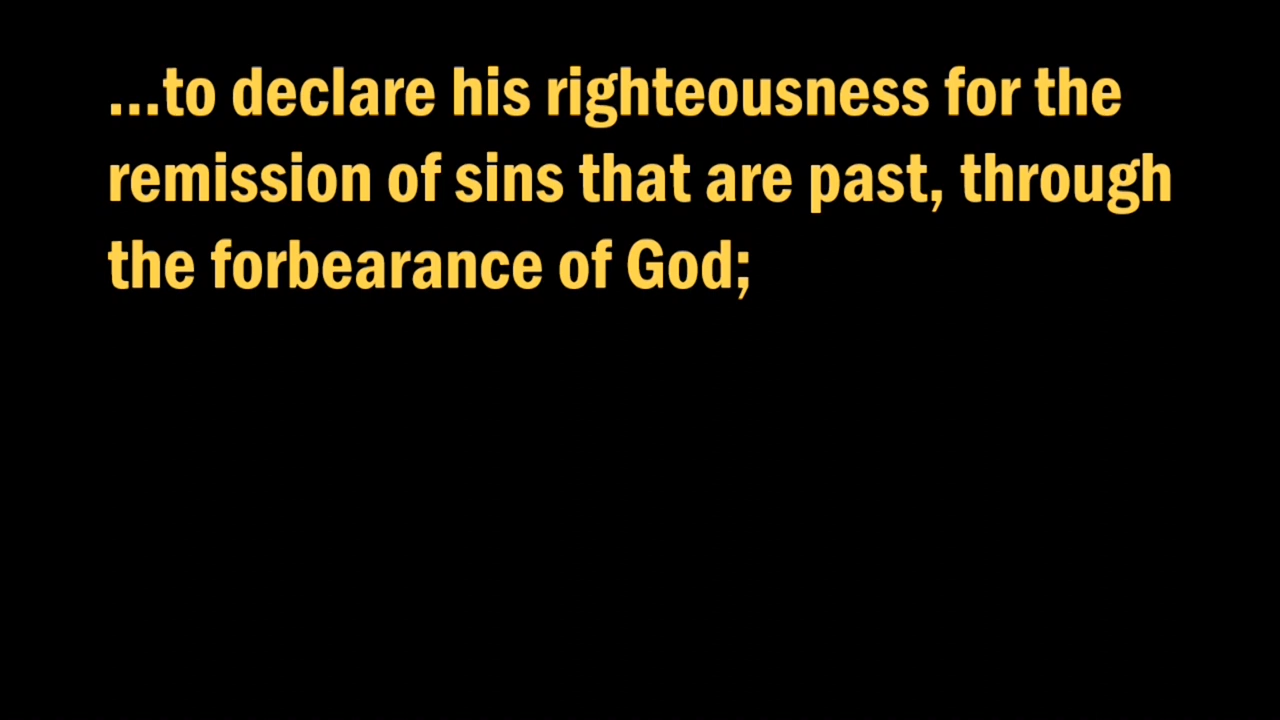 ...to declare his righteousness for the
remission of sins that are past, through
the forbearance of God;